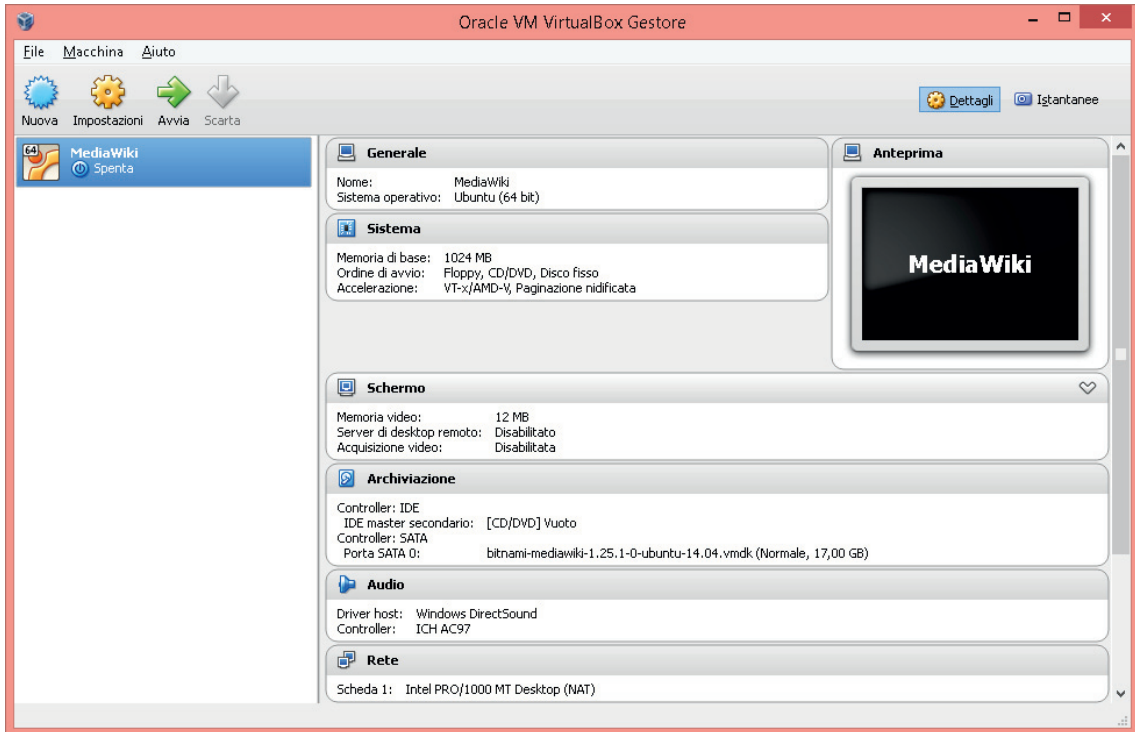 Oracle VM VirtualBox Gestore
File Macchina Aiuto
Nuova Impostazioni Avvia Scarta
Dettagli Istantanee
64
MediaWiki
Spenta
Generale
Nome: MediaWiki
Sistema operativo: Ubuntu (64 bit)
Anteprima
MediaWiki
Sistema
Memoria di base: 1024 MB
Ordine di avvio: Floppy, CD/DVD, Disco fisso
Accelerazione: VT-x/AMD-V, Paginazione nidificata
Schermo
Memoria video: 12 MB
Server di desktop remoto: Disabilitato
Acquisizione video: Disabilitata
Archiviazione
Controller: IDE
IDE master secondario: [CD/DVD] Vuoto
Controller: SATA
Porta SATA 0: bitnami-mediawiki-1.25.1-0-ubuntu-14.04.vmdk (Normale, 17,00 GB)
Audio
Driver host: Windows DirectSound
Controller: ICH AC97
Rete
Scheda 1: Intel PRO/1000 MT Desktop (NAT)